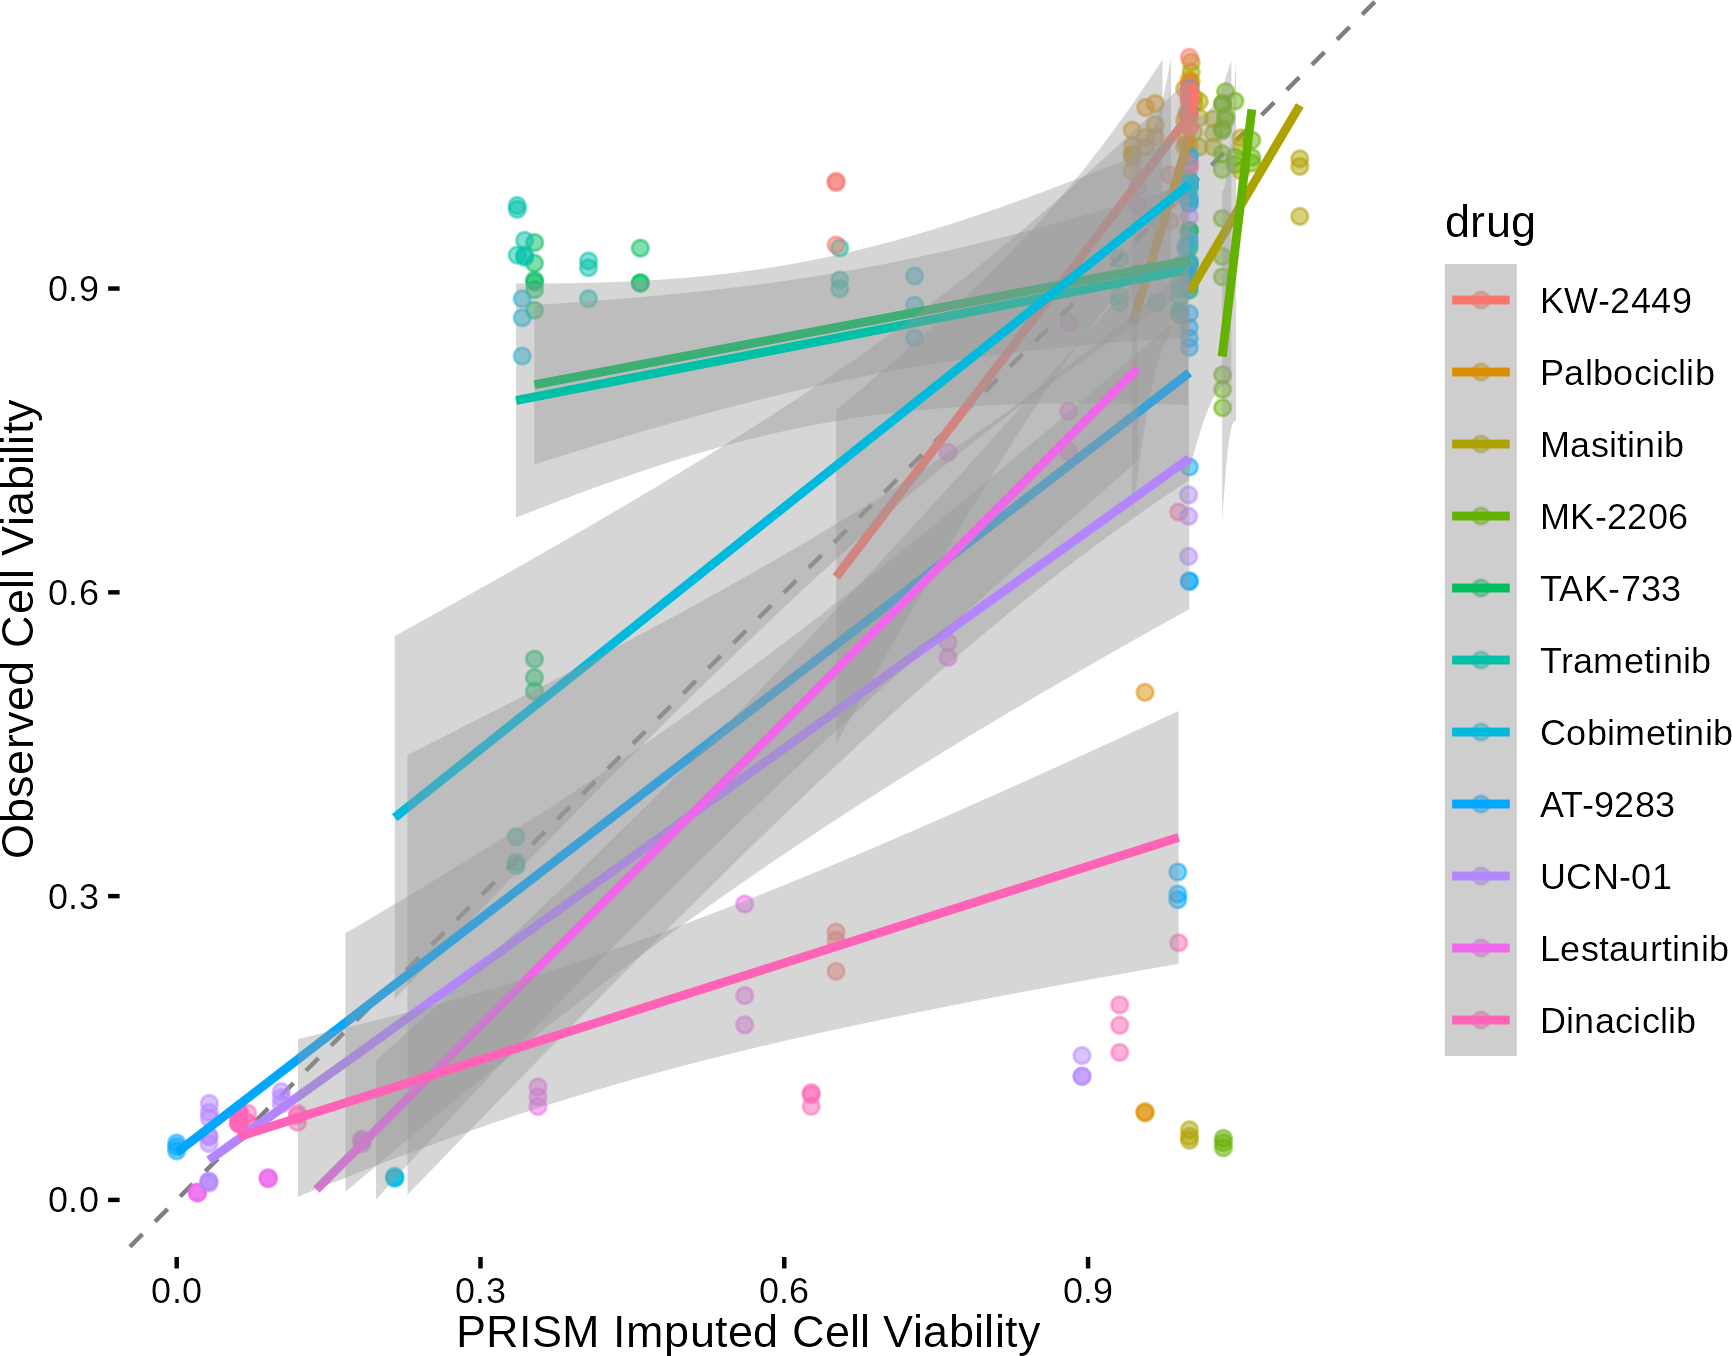 Observed Cell Viability
0.9
0.6
0.3
0.0
0.0
0.3
0.6
0.9
PRISM Imputed Cell Viability
drug
KW-2449
Palbociclib
Masitinib
MK-2206
TAK-733
Trametinib
Cobimetinib
AT-9283
UCN-01
Lestaurtinib
Dinaciclib